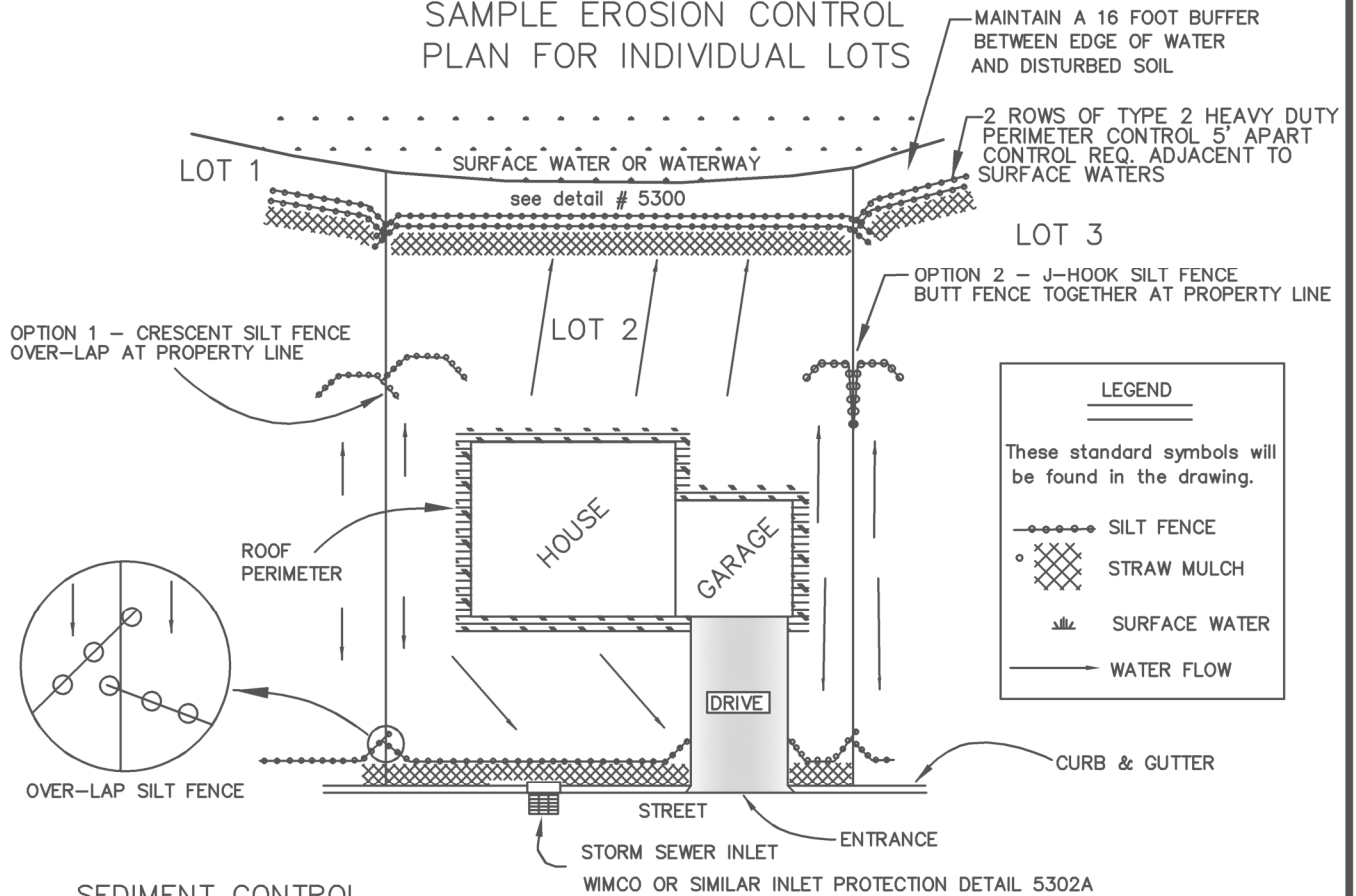 SAMPLE EROSION CONTROL
PLAN FOR INDIVIDUAL LOTS
MAINTAIN A 16 FOOT BUFFER
BETWEEN EDGE OF WATER
AND DISTURBED SOIL
2 ROWS OF TYPE 2 HEAVY DUTY
PERIMETER CONTROL 5' APART
CONTROL REQ. ADJACENT TO
SURFACE WATERS
LOT 1
SURFACE WATER OR WATERWAY
see detail # 5300
LOT 3
OPTION 2 – J-HOOK SILT FENCE
BUTT FENCE TOGETHER AT PROPERTY LINE
OPTION 1 – CRESCENT SILT FENCE
OVER-LAP AT PROPERTY LINE
LOT 2
LEGEND
These standard symbols will
be found in the drawing.
SILT FENCE
STRAW MULCH
SURFACE WATER
WATER FLOW
HOUSE
GARAGE
ROOF
PERIMETER
DRIVE
OVER-LAP SILT FENCE
CURB & GUTTER
STREET
ENTRANCE
STORM SEWER INLET
WIMCO OR SIMILAR INLET PROTECTION DETAIL 5302A
SEDIMENT CONTROL